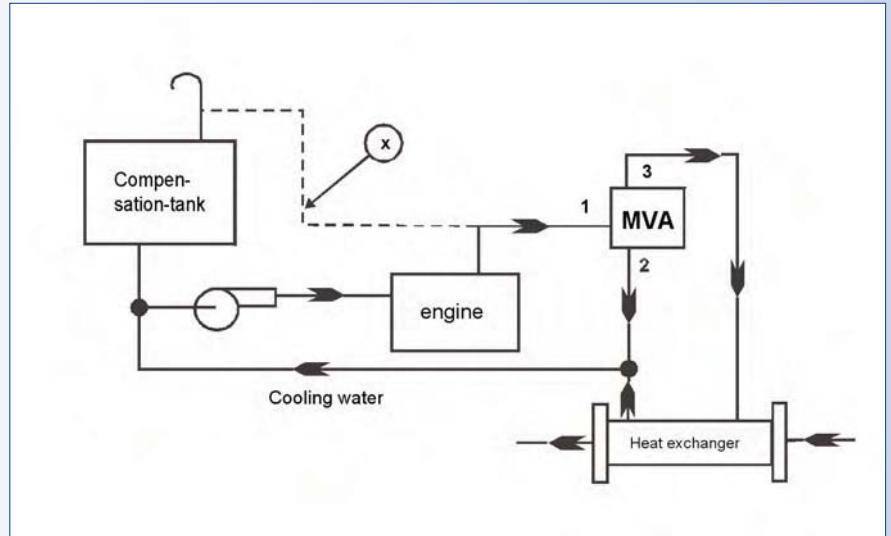 x
Compen-
sation-tank
1
3
MVA
2
engine
Cooling water
Heat exchanger